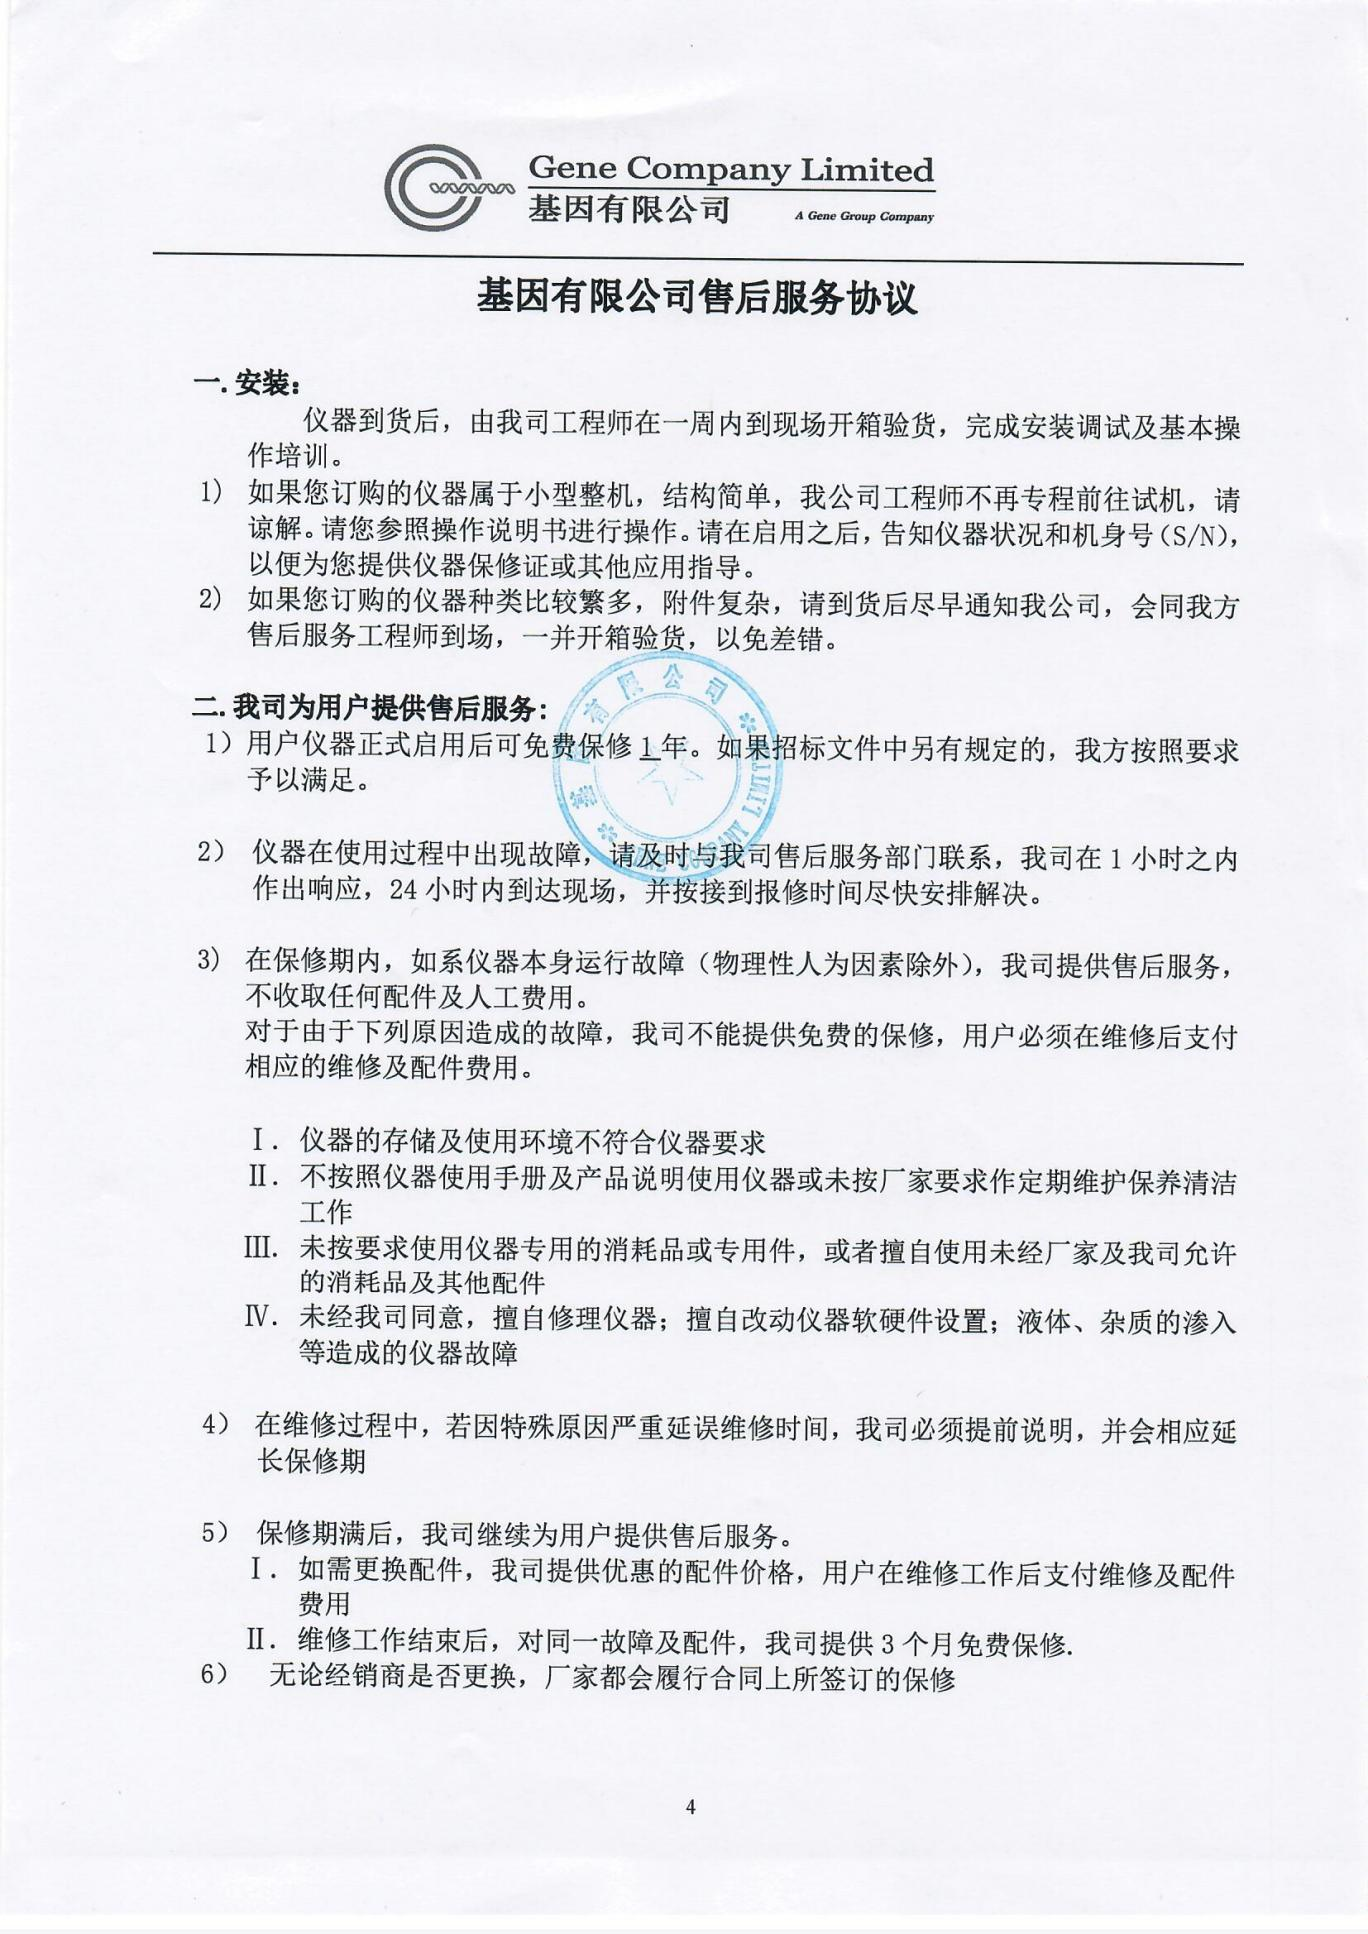 Gene Company Limited
基因有限公司
A Gene Group Company
基因有限公司售后服务协议
一.安装：
仪器到货后，由我司工程师在一周内到现场开箱验货，完成安装调试及基本操
作培训。
1) 如果您订购的仪器属于小型整机，结构简单，我公司工程师不再专程前往试机，请
谅解。请您参照操作说明书进行操作。请在启用之后，告知仪器状况和机身号（S/N），
以便为您提供仪器保修证或其他应用指导。
2) 如果您订购的仪器种类比较繁多，附件复杂，请到货后尽早通知我公司，会同我方
售后服务工程师到场，一并开箱验货，以免差错。
二.我司为用户提供售后服务：
1）用户仪器正式启用后可免费保修 1 年。如果招标文件中另有规定的，我方按照要求
予以满足。
基因有限公司
GENE COMPANY LIMITED
2） 仪器在使用过程中出现故障，请及时与我司售后服务部门联系，我司在 1 小时之内
作出响应，24 小时内到达现场，并按接到报修时间尽快安排解决。
3) 在保修期内，如系仪器本身运行故障（物理性人为因素除外），我司提供售后服务，
不收取任何配件及人工费用。
对于由于下列原因造成的故障，我司不能提供免费的保修，用户必须在维修后支付
相应的维修及配件费用。
Ⅰ. 仪器的存储及使用环境不符合仪器要求
Ⅱ. 不按照仪器使用手册及产品说明使用仪器或未按厂家要求作定期维护保养清洁
工作
Ⅲ. 未按要求使用仪器专用的消耗品或专用件，或者擅自使用未经厂家及我司允许
的消耗品及其他配件
Ⅳ. 未经我司同意，擅自修理仪器；擅自改动仪器软硬件设置；液体、杂质的渗入
等造成的仪器故障
4） 在维修过程中，若因特殊原因严重延误维修时间，我司必须提前说明，并会相应延
长保修期
5） 保修期满后，我司继续为用户提供售后服务。
Ⅰ. 如需更换配件，我司提供优惠的配件价格，用户在维修工作后支付维修及配件
费用
Ⅱ. 维修工作结束后，对同一故障及配件，我司提供 3 个月免费保修.
6） 无论经销商是否更换，厂家都会履行合同上所签订的保修
4